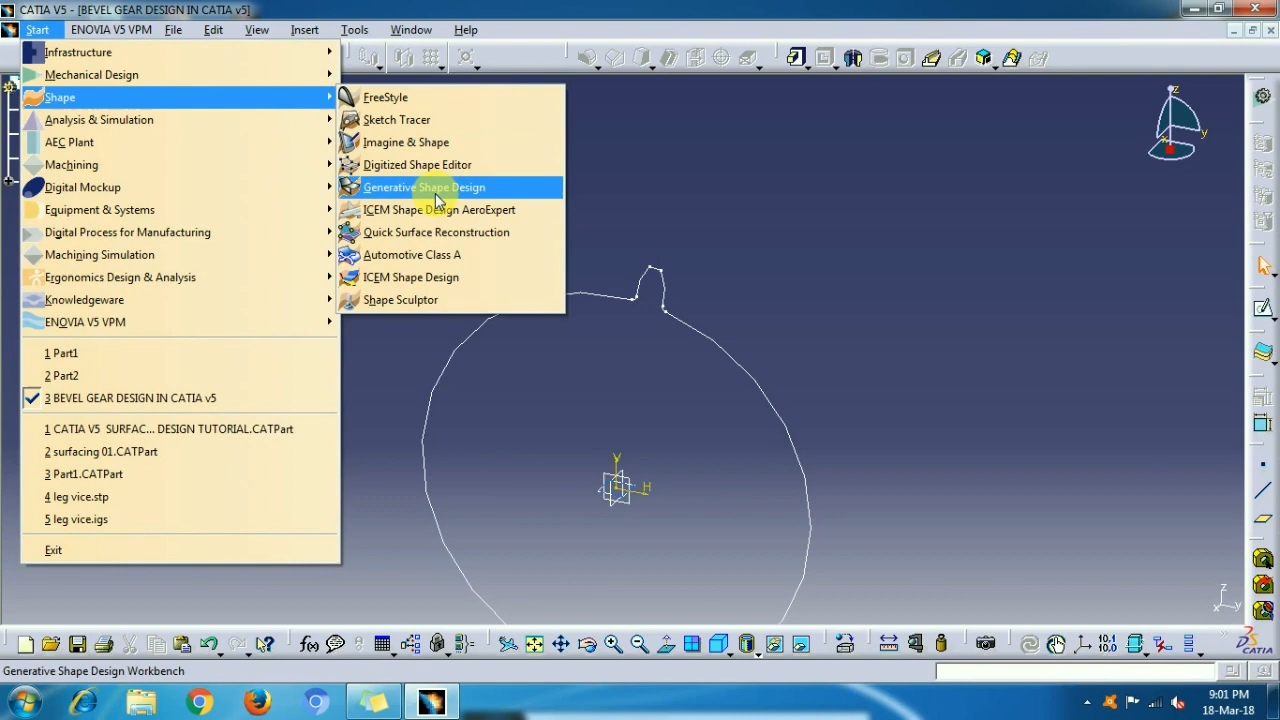 CATIA V5 - [BEVEL GEAR DESIGN IN CATIA v5]
Start ENOVIA V5 VPM File Edit View Insert Tools Window Help
Infrastructure
Mechanical Design
Shape
Analysis & Simulation
AEC Plant
Machining
Digital Mockup
Equipment & Systems
Digital Process for Manufacturing
Machining Simulation
Ergonomics Design & Analysis
Knowledgeware
ENOVIA V5 VPM
1 Part1
2 Part2
3 BEVEL GEAR DESIGN IN CATIA v5
1 CATIA V5 SURFAC... DESIGN TUTORIAL.CATPart
2 surfacing 01.CATPart
3 Part1.CATPart
4 leg vice.stp
5 leg vice.igs
Exit
FreeStyle
Sketch Tracer
Imagine & Shape
Digitized Shape Editor
Generative Shape Design
ICEM Shape Design AeroExpert
Quick Surface Reconstruction
Automotive Class A
ICEM Shape Design
Shape Sculptor
z
y
x
V
H
z
x y
f(x)
10.1
CATIA
Generative Shape Design Workbench
9:01 PM
18-Mar-18